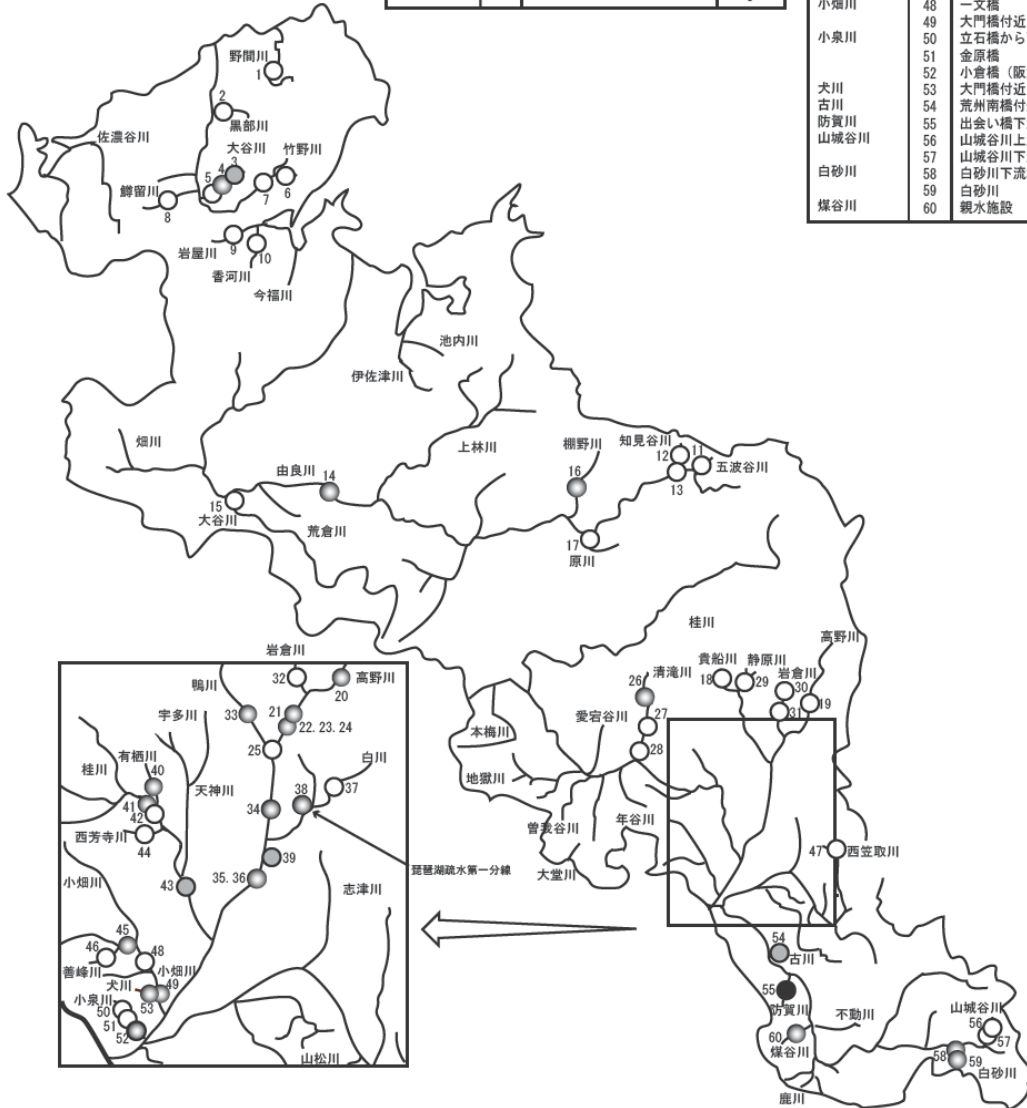 小畑川 48 一文橋
49 大門橋付近
小泉川 50 立石橋から
51 金原橋
52 小倉橋（阪
犬川 53 大門橋付近
古川 54 荒州南橋付
防賀川 55 出会い橋下
山城谷川 56 山城谷川上
57 山城谷川下
白砂川 58 白砂川下流
59 白砂川
煤谷川 60 親水施設
野間川
1
2
黒部川
佐濃谷川
大谷川
竹野川
3
4
5
6
7
鱒留川
8
岩屋川
9
10
香河川
今福川
池内川
伊佐津川
畑川
上林川
棚野川
知見谷川
11
12
13
五波谷川
由良川
14
16
15
大谷川
荒倉川
17
原川
桂川
高野川
貴船川
静原川
岩倉川
清滝川
18
29
30
31
19
26
27
28
愛宕谷川
本梅川
地獄川
曽我谷川
年谷川
大堂川
47
西笠取川
岩倉川
32
高野川
20
鴨川
33
21
22.23.24
宇多川
25
有栖川
桂川
40
天神川
白川
37
38
34
41
42
西芳寺川
44
39
琵琶湖疏水第一分線
小畑川
43
35.36
志津川
45
46
48
善峰川
小畑川
犬川
49
53
小泉川
50
51
52
山松川
54
古川
55
防賀川
不動川
山城谷川
56
57
60
煤谷川
58
59
白砂川
鹿川